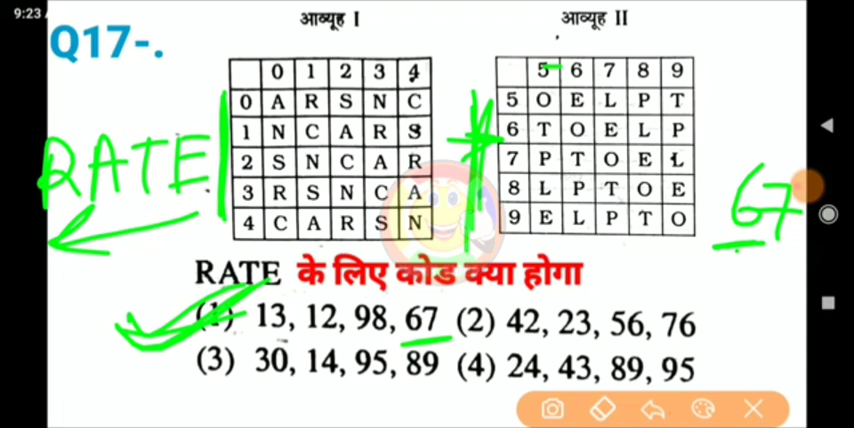 9:23
आव्यूह I
आव्यूह II
Q17-.
0 1 2 3 4
0 A R S N C
1 N C A R S
2 S N C A R
3 R S N C A
4 C A R S N
5 6 7 8 9
5 O E L P T
6 T O E L P
7 P T O E L
8 L P T O E
9 E L P T O
RATE
67
RATE के लिए कोड क्या होगा
(1) 13, 12, 98, 67 (2) 42, 23, 56, 76
(3) 30, 14, 95, 89 (4) 24, 43, 89, 95